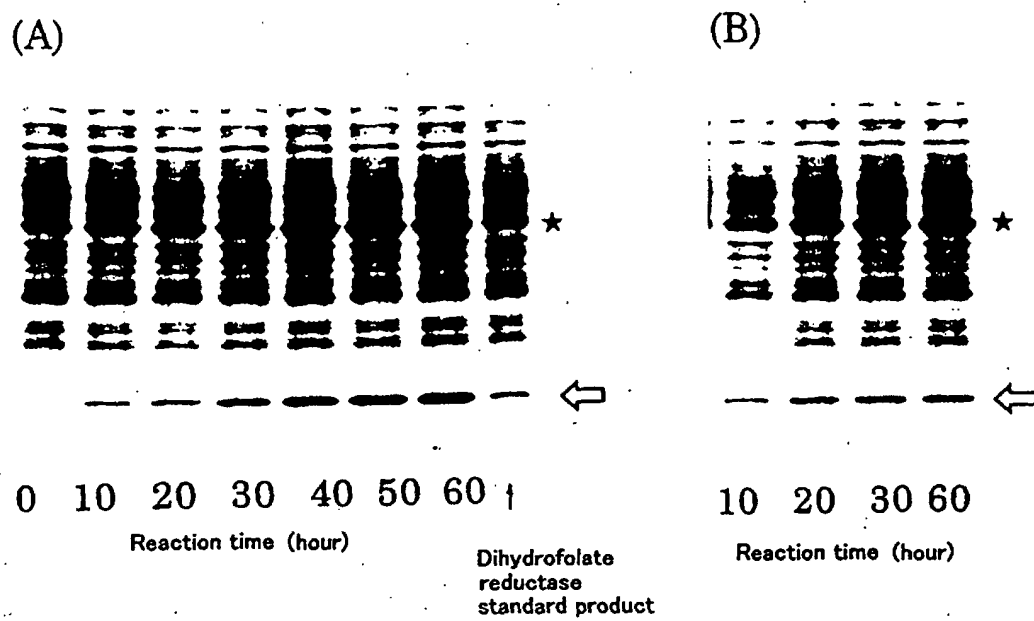 (A)
(B)
0 10 20 30 40 50 60
Reaction time (hour)
Dihydrofolate
reductase
standard product
10 20 30 60
Reaction time (hour)